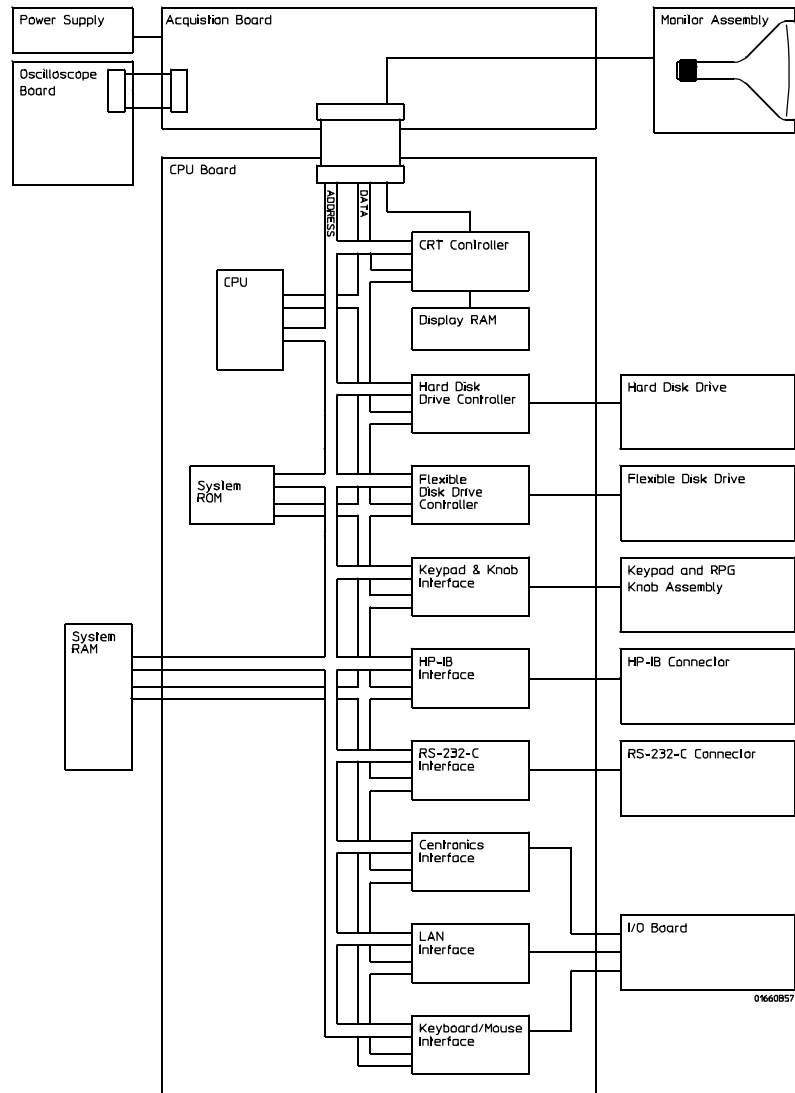 Power Supply
Acquistion Board
Monitor Assembly
Oscilloscope
Board
CPU Board
ADDRESS
DATA
CRT Controller
CPU
Display RAM
Hard Disk
Drive Controller
Hard Disk Drive
System
ROM
Flexible
Disk Drive
Controller
Flexible Disk Drive
Keypad & Knob
Interface
Keypad and RPG
Knob Assembly
System
RAM
HP-IB
Interface
HP-IB Connector
RS-232-C
Interface
RS-232-C Connector
Centronics
Interface
LAN
Interface
I/O Board
01660B57
Keyboard/Mouse
Interface